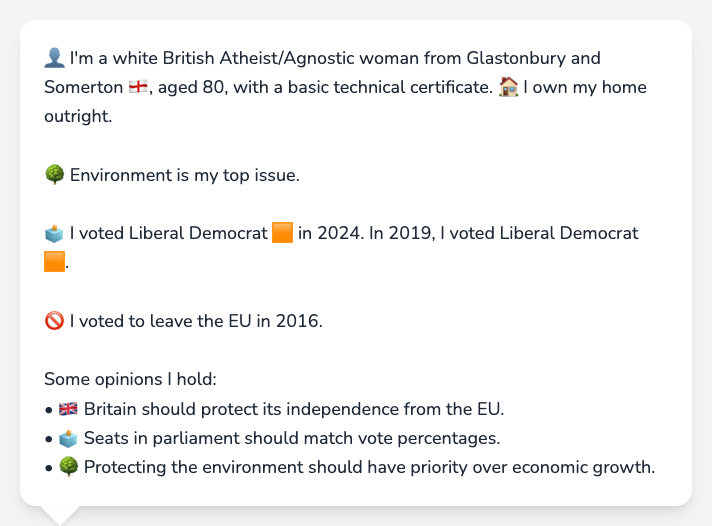 👤 I'm a white British Atheist/Agnostic woman from Glastonbury and
Somerton 🏴󠁧󠁢󠁥󠁮󠁧󠁿, aged 80, with a basic technical certificate. 🏠 I own my home
outright.
🌳 Environment is my top issue.
🗳️ I voted Liberal Democrat 🟧 in 2024. In 2019, I voted Liberal Democrat
🟧.
🚫 I voted to leave the EU in 2016.
Some opinions I hold:
• 🇬🇧 Britain should protect its independence from the EU.
• 🗳️ Seats in parliament should match vote percentages.
• 🌳 Protecting the environment should have priority over economic growth.